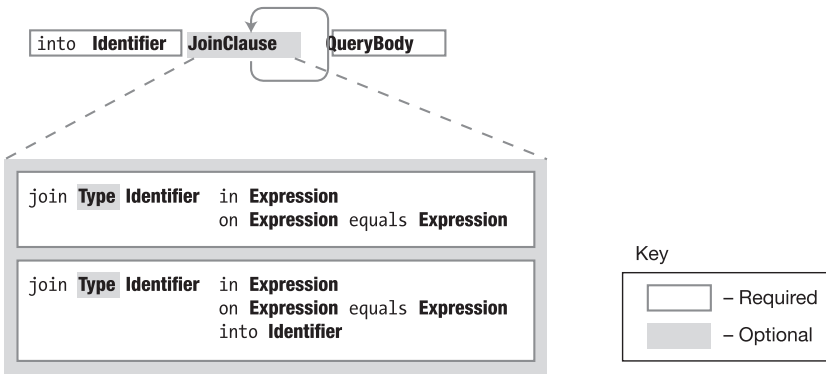 into Identifier JoinClause QueryBody
join Type Identifier in Expression
on Expression equals Expression
join Type Identifier in Expression
on Expression equals Expression
into Identifier
Key
– Required
– Optional